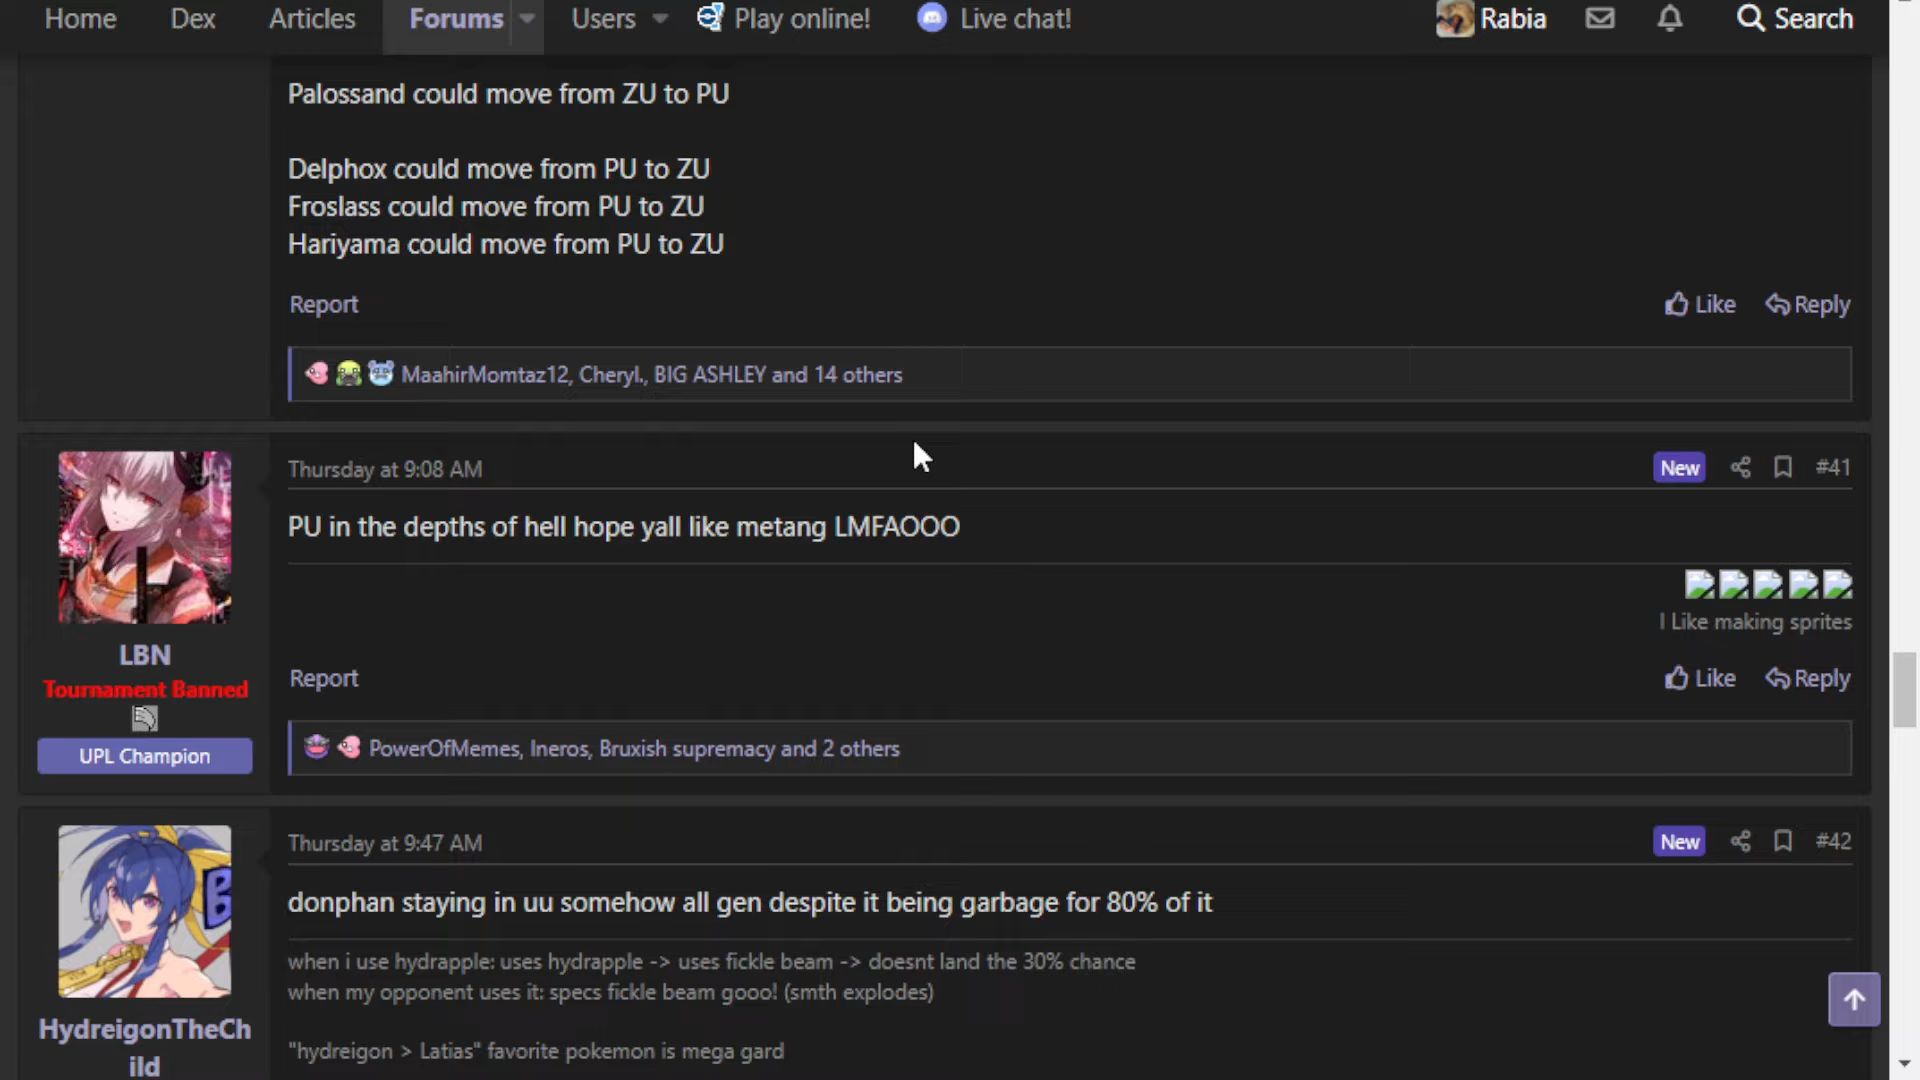 Home Dex Articles Forums Users Play online! Live chat! Rabia Search
Palossand could move from ZU to PU
Delphox could move from PU to ZU
Froslass could move from PU to ZU
Hariyama could move from PU to ZU
Report Like Reply
MaahirMomtaz12, Cheryl., BIG ASHLEY and 14 others
Thursday at 9:08 AM New #41
PU in the depths of hell hope yall like metang LMFAOOO
I Like making sprites
LBN
Tournament Banned
UPL Champion
Report Like Reply
PowerOfMemes, Ineros, Bruxish supremacy and 2 others
Thursday at 9:47 AM New #42
donphan staying in uu somehow all gen despite it being garbage for 80% of it
when i use hydrapple: uses hydrapple -> uses fickle beam -> doesnt land the 30% chance
when my opponent uses it: specs fickle beam gooo! (smth explodes)
"hydreigon > Latias" favorite pokemon is mega gard
HydreigonTheCh
ild